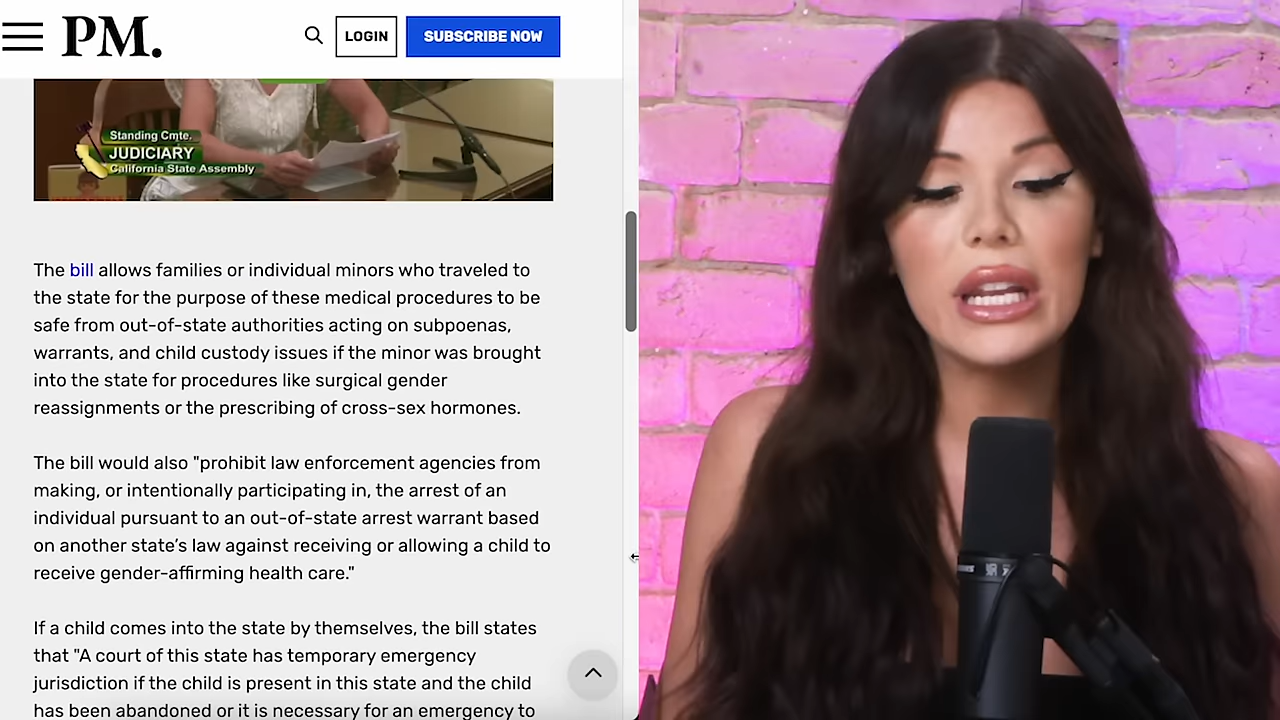 PM.
LOGIN
SUBSCRIBE NOW
Standing Cmte.
JUDICIARY
California State Assembly
The bill allows families or individual minors who traveled to
the state for the purpose of these medical procedures to be
safe from out-of-state authorities acting on subpoenas,
warrants, and child custody issues if the minor was brought
into the state for procedures like surgical gender
reassignments or the prescribing of cross-sex hormones.
The bill would also "prohibit law enforcement agencies from
making, or intentionally participating in, the arrest of an
individual pursuant to an out-of-state arrest warrant based
on another state’s law against receiving or allowing a child to
receive gender-affirming health care."
If a child comes into the state by themselves, the bill states
that "A court of this state has temporary emergency
jurisdiction if the child is present in this state and the child
has been abandoned or it is necessary for an emergency to